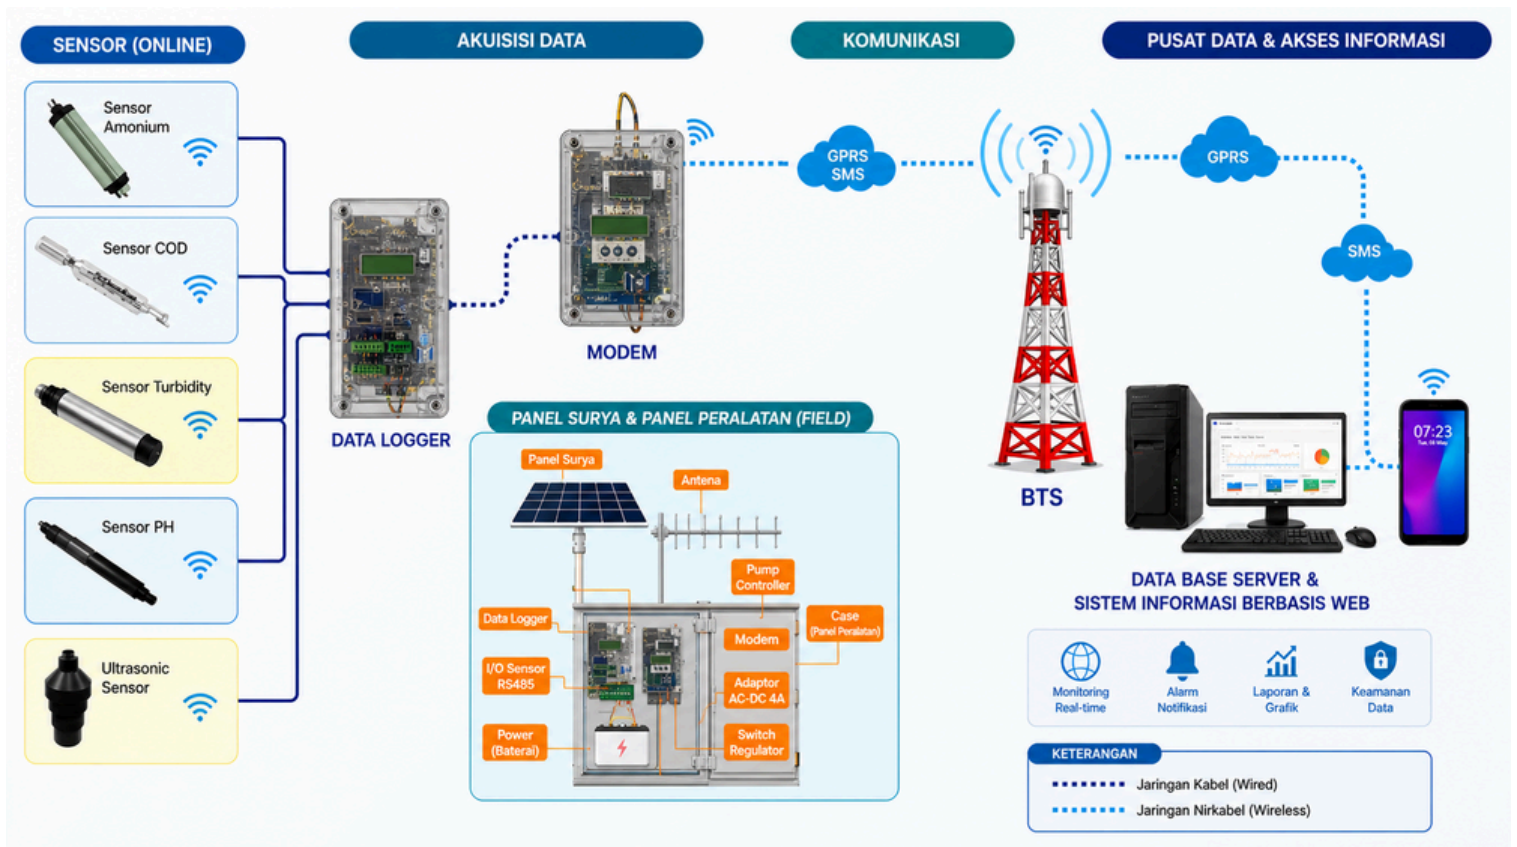 SENSOR (ONLINE)
AKUISISI DATA
KOMUNIKASI
PUSAT DATA & AKSES INFORMASI
Sensor
Amonium
Sensor COD
Sensor Turbidity
Sensor PH
Ultrasonic
Sensor
DATA LOGGER
MODEM
GPRS
SMS
BTS
GPRS
SMS
07:23
PANEL SURYA & PANEL PERALATAN (FIELD)
Panel Surya
Antena
Pump
Controller
Data Logger
Case
(Panel Peralatan)
Modem
I/O Sensor
RS485
Adaptor
AC-DC 4A
Power
(Baterai)
Switch
Regulator
DATA BASE SERVER &
SISTEM INFORMASI BERBASIS WEB
Monitoring
Real-time
Alarm
Notifikasi
Laporan &
Grafik
Keamanan
Data
KETERANGAN
Jaringan Kabel (Wired)
Jaringan Nirkabel (Wireless)